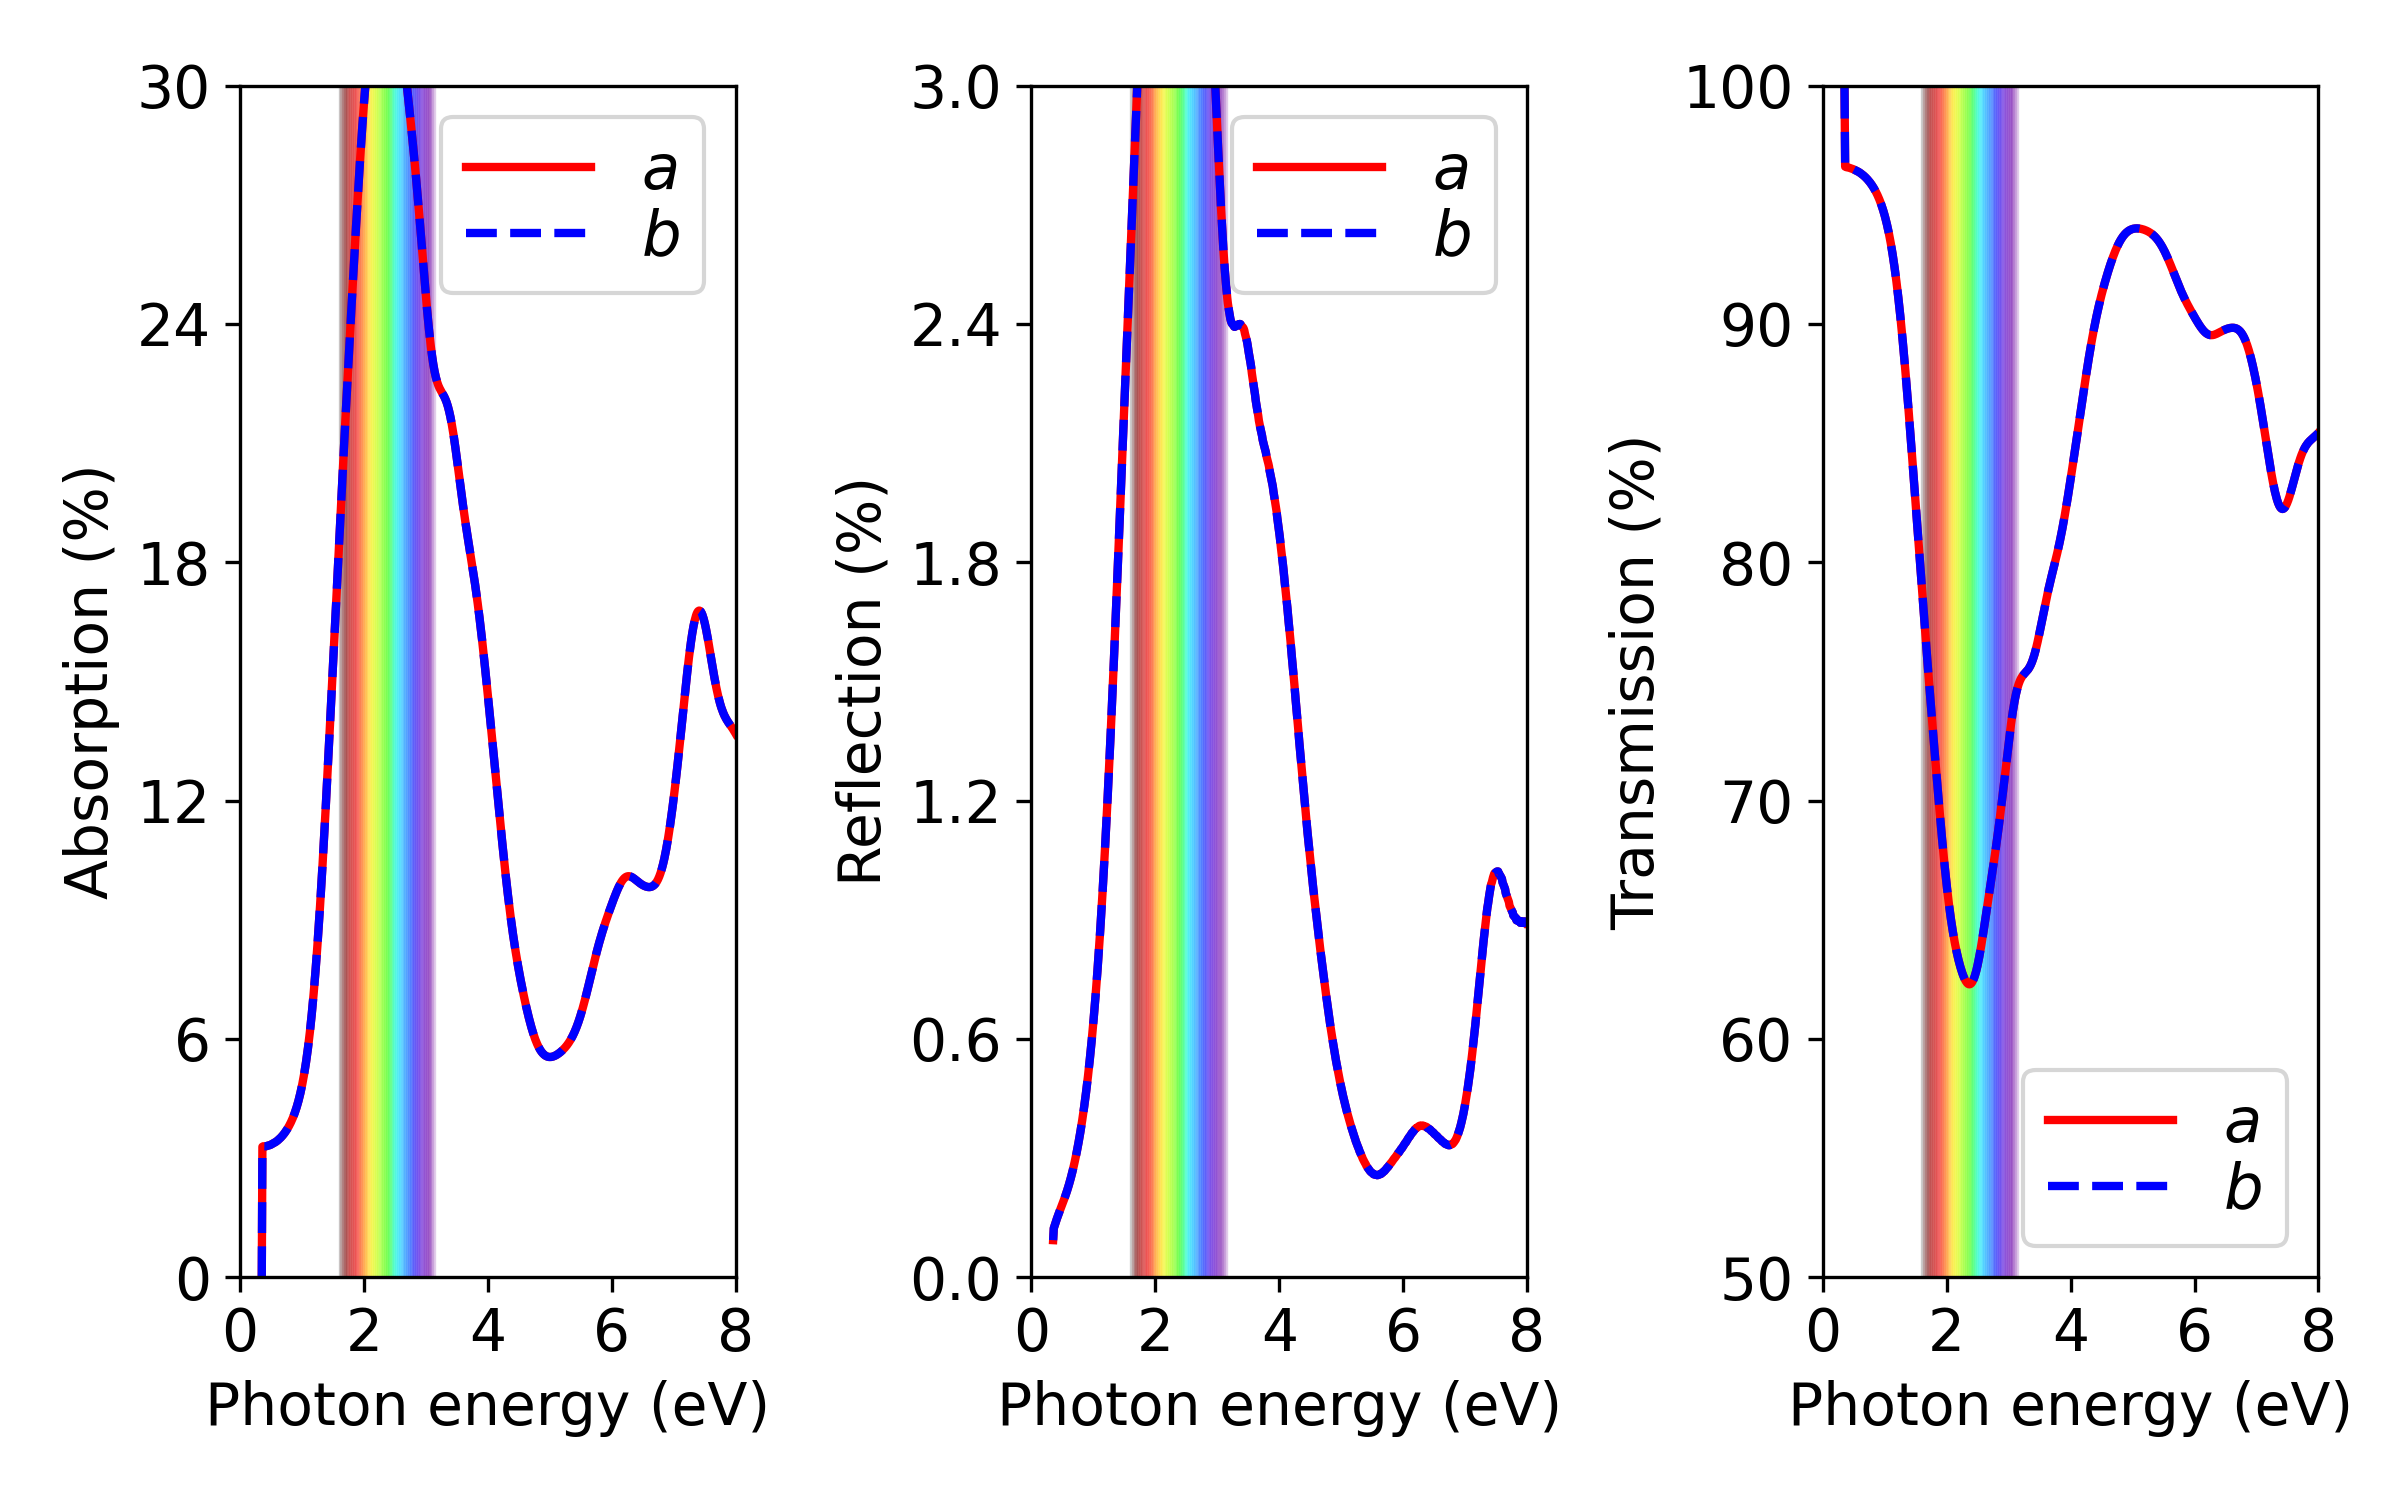 Absorption (%)
30
24
18
12
6
0
0 2 4 6 8
Photon energy (eV)
a
b
Reflection (%)
3.0
2.4
1.8
1.2
0.6
0.0
0 2 4 6 8
Photon energy (eV)
a
b
Transmission (%)
100
90
80
70
60
50
0 2 4 6 8
Photon energy (eV)
a
b